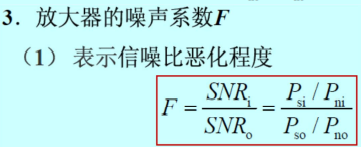 3．放大器的噪声系数F
（1） 表示信噪比恶化程度
F = SNRi / SNRo = (Psi / Pni) / (Pso / Pno)